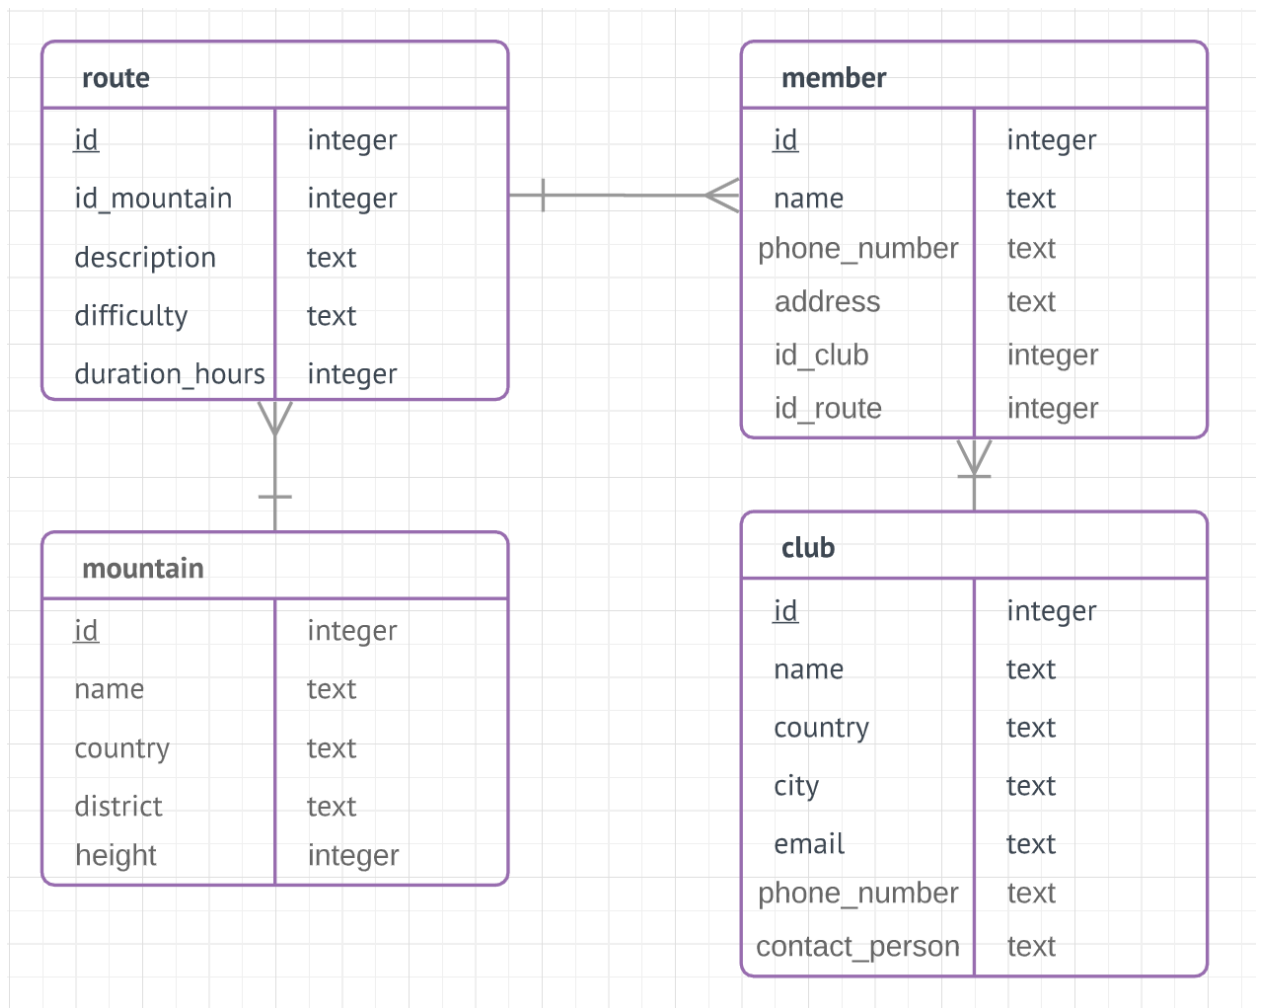 route
id integer
id_mountain integer
description text
difficulty text
duration_hours integer
member
id integer
name text
phone_number text
address text
id_club integer
id_route integer
mountain
id integer
name text
country text
district text
height integer
club
id integer
name text
country text
city text
email text
phone_number text
contact_person text